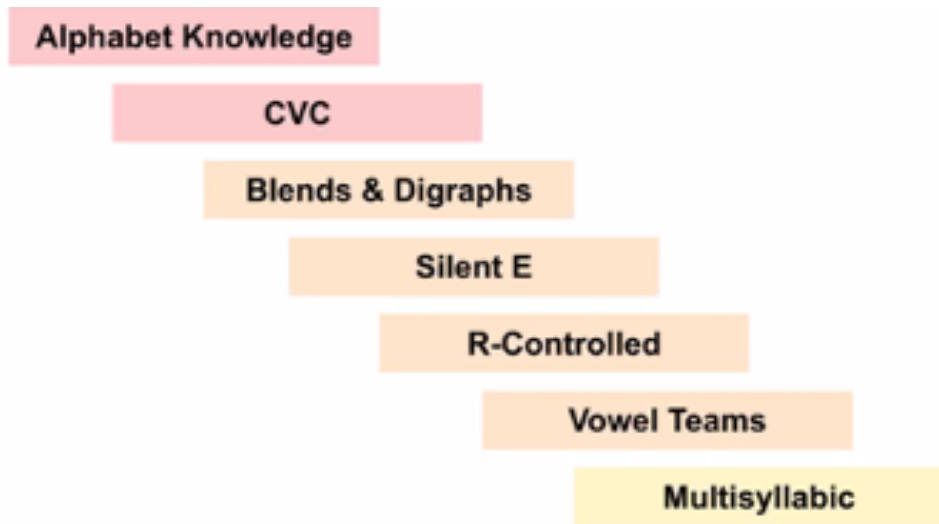 Alphabet Knowledge
CVC
Blends & Digraphs
Silent E
R-Controlled
Vowel Teams
Multisyllabic